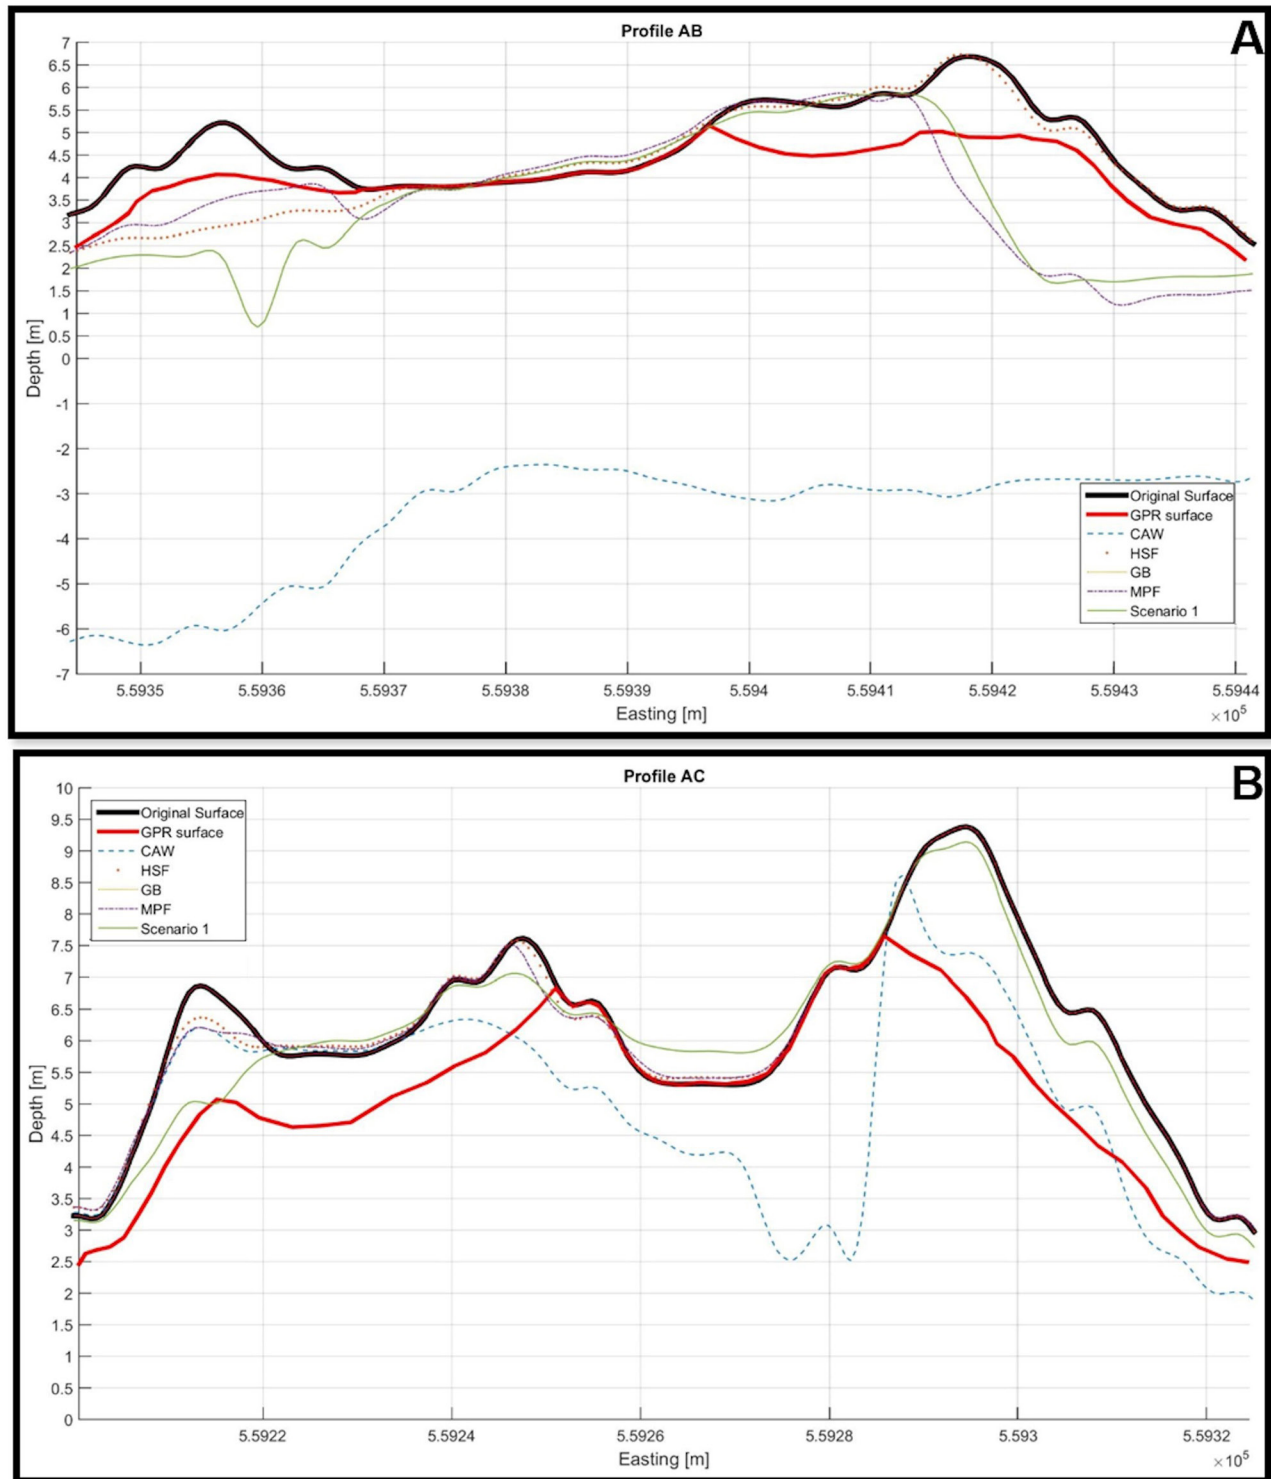 Profile AB
A
7
6.5
6
5.5
5
4.5
4
3.5
3
2.5
2
1.5
1
0.5
0
-1
-2
-3
-4
-5
-6
-7
Depth [m]
Original Surface
GPR surface
CAW
HSF
GB
MPF
Scenario 1
5.5935 5.5936 5.5937 5.5938 5.5939 5.594 5.5941 5.5942 5.5943 5.5944
Easting [m]
×10^5
Profile AC
B
10
9.5
9
8.5
8
7.5
7
6.5
6
5.5
5
4.5
4
3.5
3
2.5
2
1.5
1
0.5
0
Depth [m]
Original Surface
GPR surface
CAW
HSF
GB
MPF
Scenario 1
5.5922 5.5924 5.5926 5.5928 5.593 5.5932
Easting [m]
×10^5